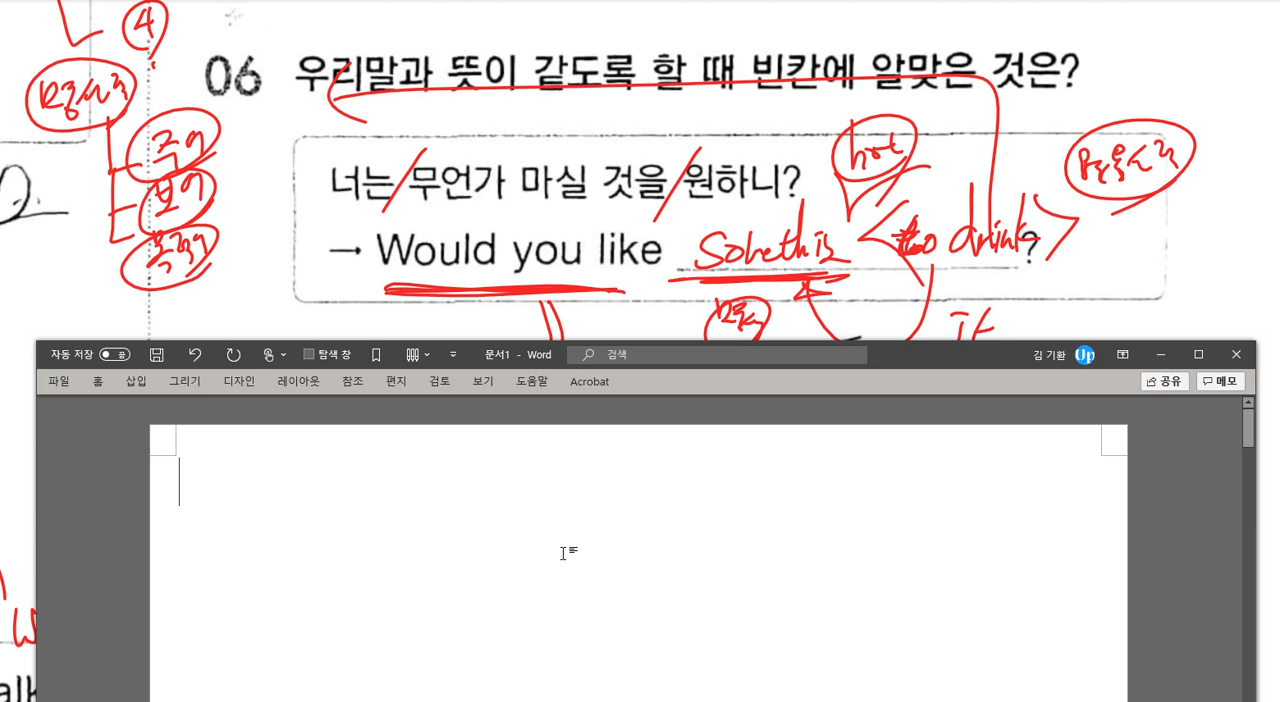 ④
06 우리말과 뜻이 같도록 할 때 빈칸에 알맞은 것은?
주어
보어
목적어
hot
너는 / 무언가 마실 것을 / 원하니?
→ Would you like Something <to drink> ?
자동 저장 끔 탐색 창 문서1 - Word 검색 김 기환 Up
파일 홈 삽입 그리기 디자인 레이아웃 참조 편지 검토 보기 도움말 Acrobat 공유 메모